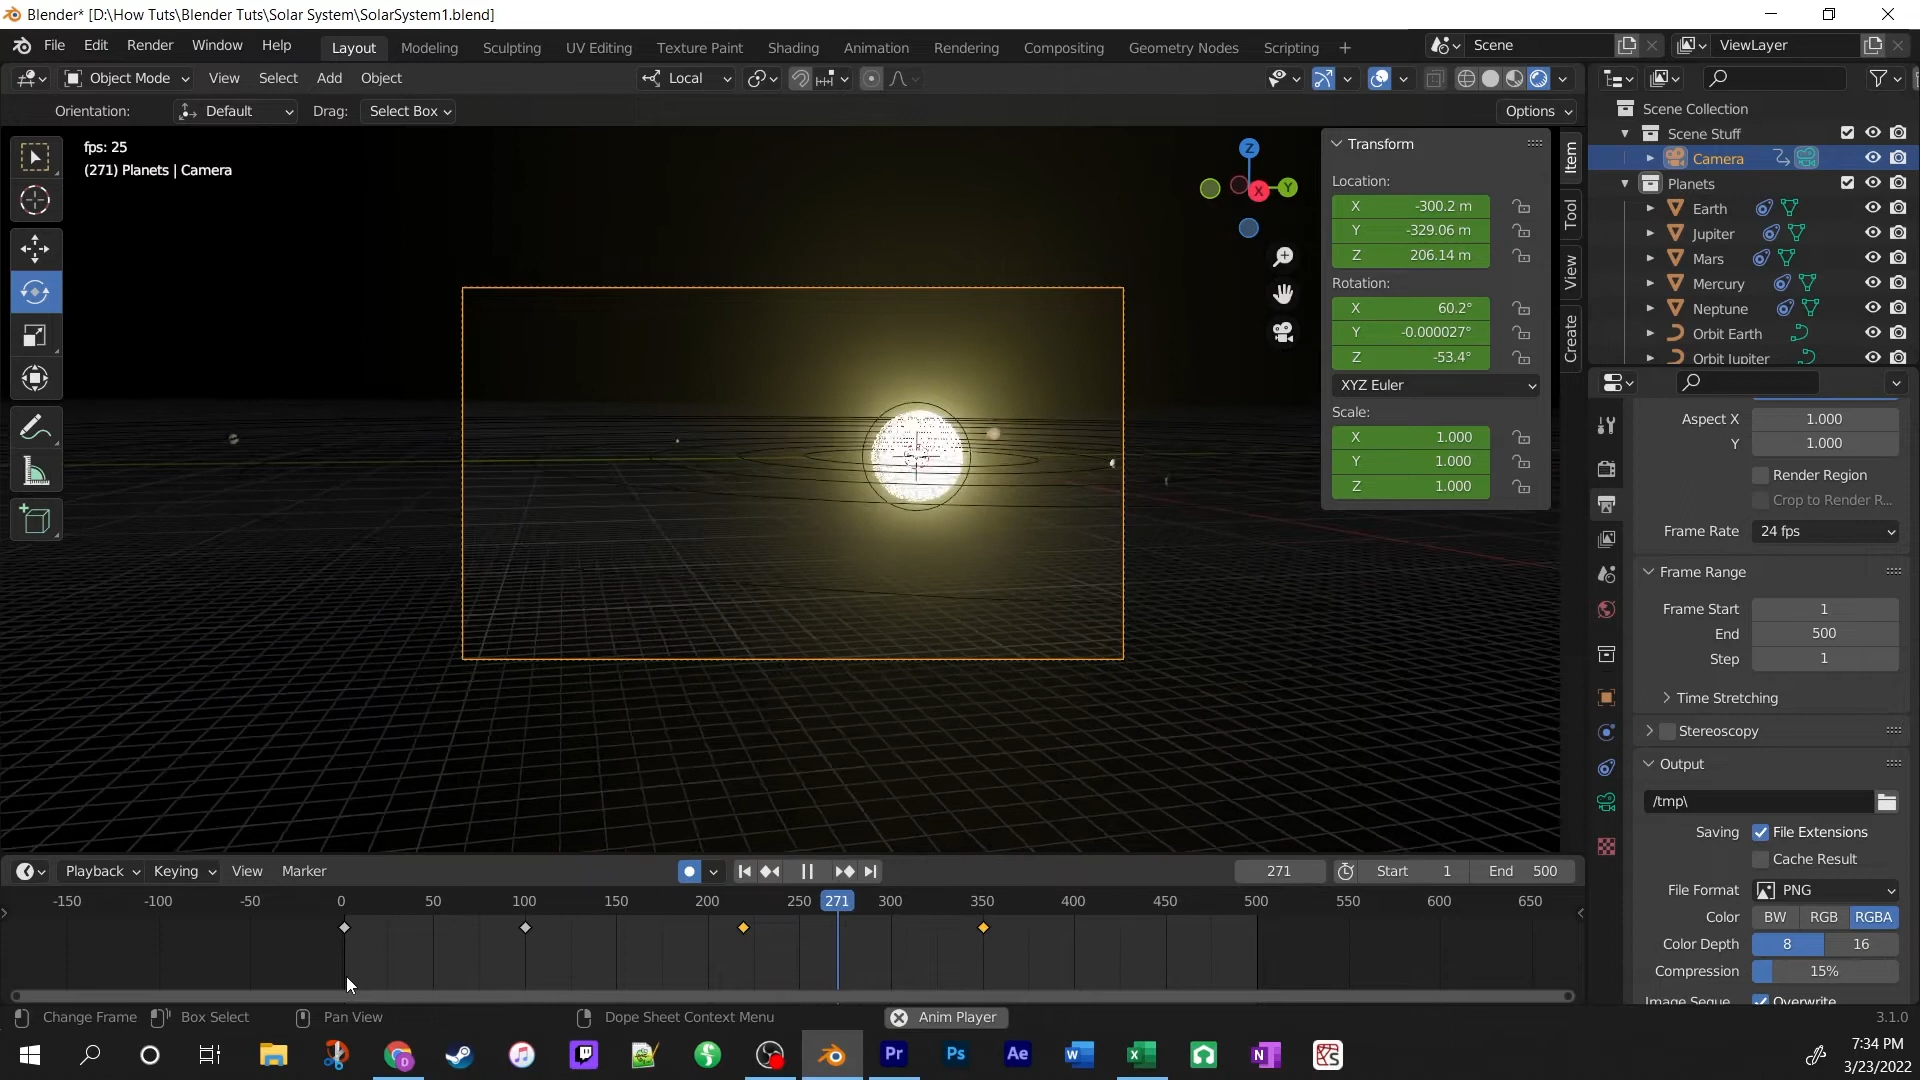 Blender* [D:\How Tuts\Blender Tuts\Solar System\SolarSystem1.blend]
File Edit Render Window Help Layout Modeling Sculpting UV Editing Texture Paint Shading Animation Rendering Compositing Geometry Nodes Scripting + Scene ViewLayer
Object Mode View Select Add Object Local
Orientation: Default Drag: Select Box Options
fps: 25
(271) Planets | Camera
Z
Y
X
Transform
Location:
X -300.2 m
Y -329.06 m
Z 206.14 m
Rotation:
X 60.2°
Y -0.000027°
Z -53.4°
XYZ Euler
Scale:
X 1.000
Y 1.000
Z 1.000
Item
Tool
View
Create
Scene Collection
Scene Stuff
Camera
Planets
Earth
Jupiter
Mars
Mercury
Neptune
Orbit Earth
Orbit Jupiter
Aspect X 1.000
Y 1.000
Render Region
Crop to Render R...
Frame Rate 24 fps
Frame Range
Frame Start 1
End 500
Step 1
Time Stretching
Stereoscopy
Output
/tmp\
Saving File Extensions
Cache Result
File Format PNG
Color BW RGB RGBA
Color Depth 8 16
Compression 15%
Image Seque Overwrite
Playback Keying View Marker 271 Start 1 End 500
-150 -100 -50 0 50 100 150 200 250 271 300 350 400 450 500 550 600 650
Change Frame Box Select Pan View Dope Sheet Context Menu Anim Player 3.1.0
D Pr Ps Ae W X N
7:34 PM
3/23/2022